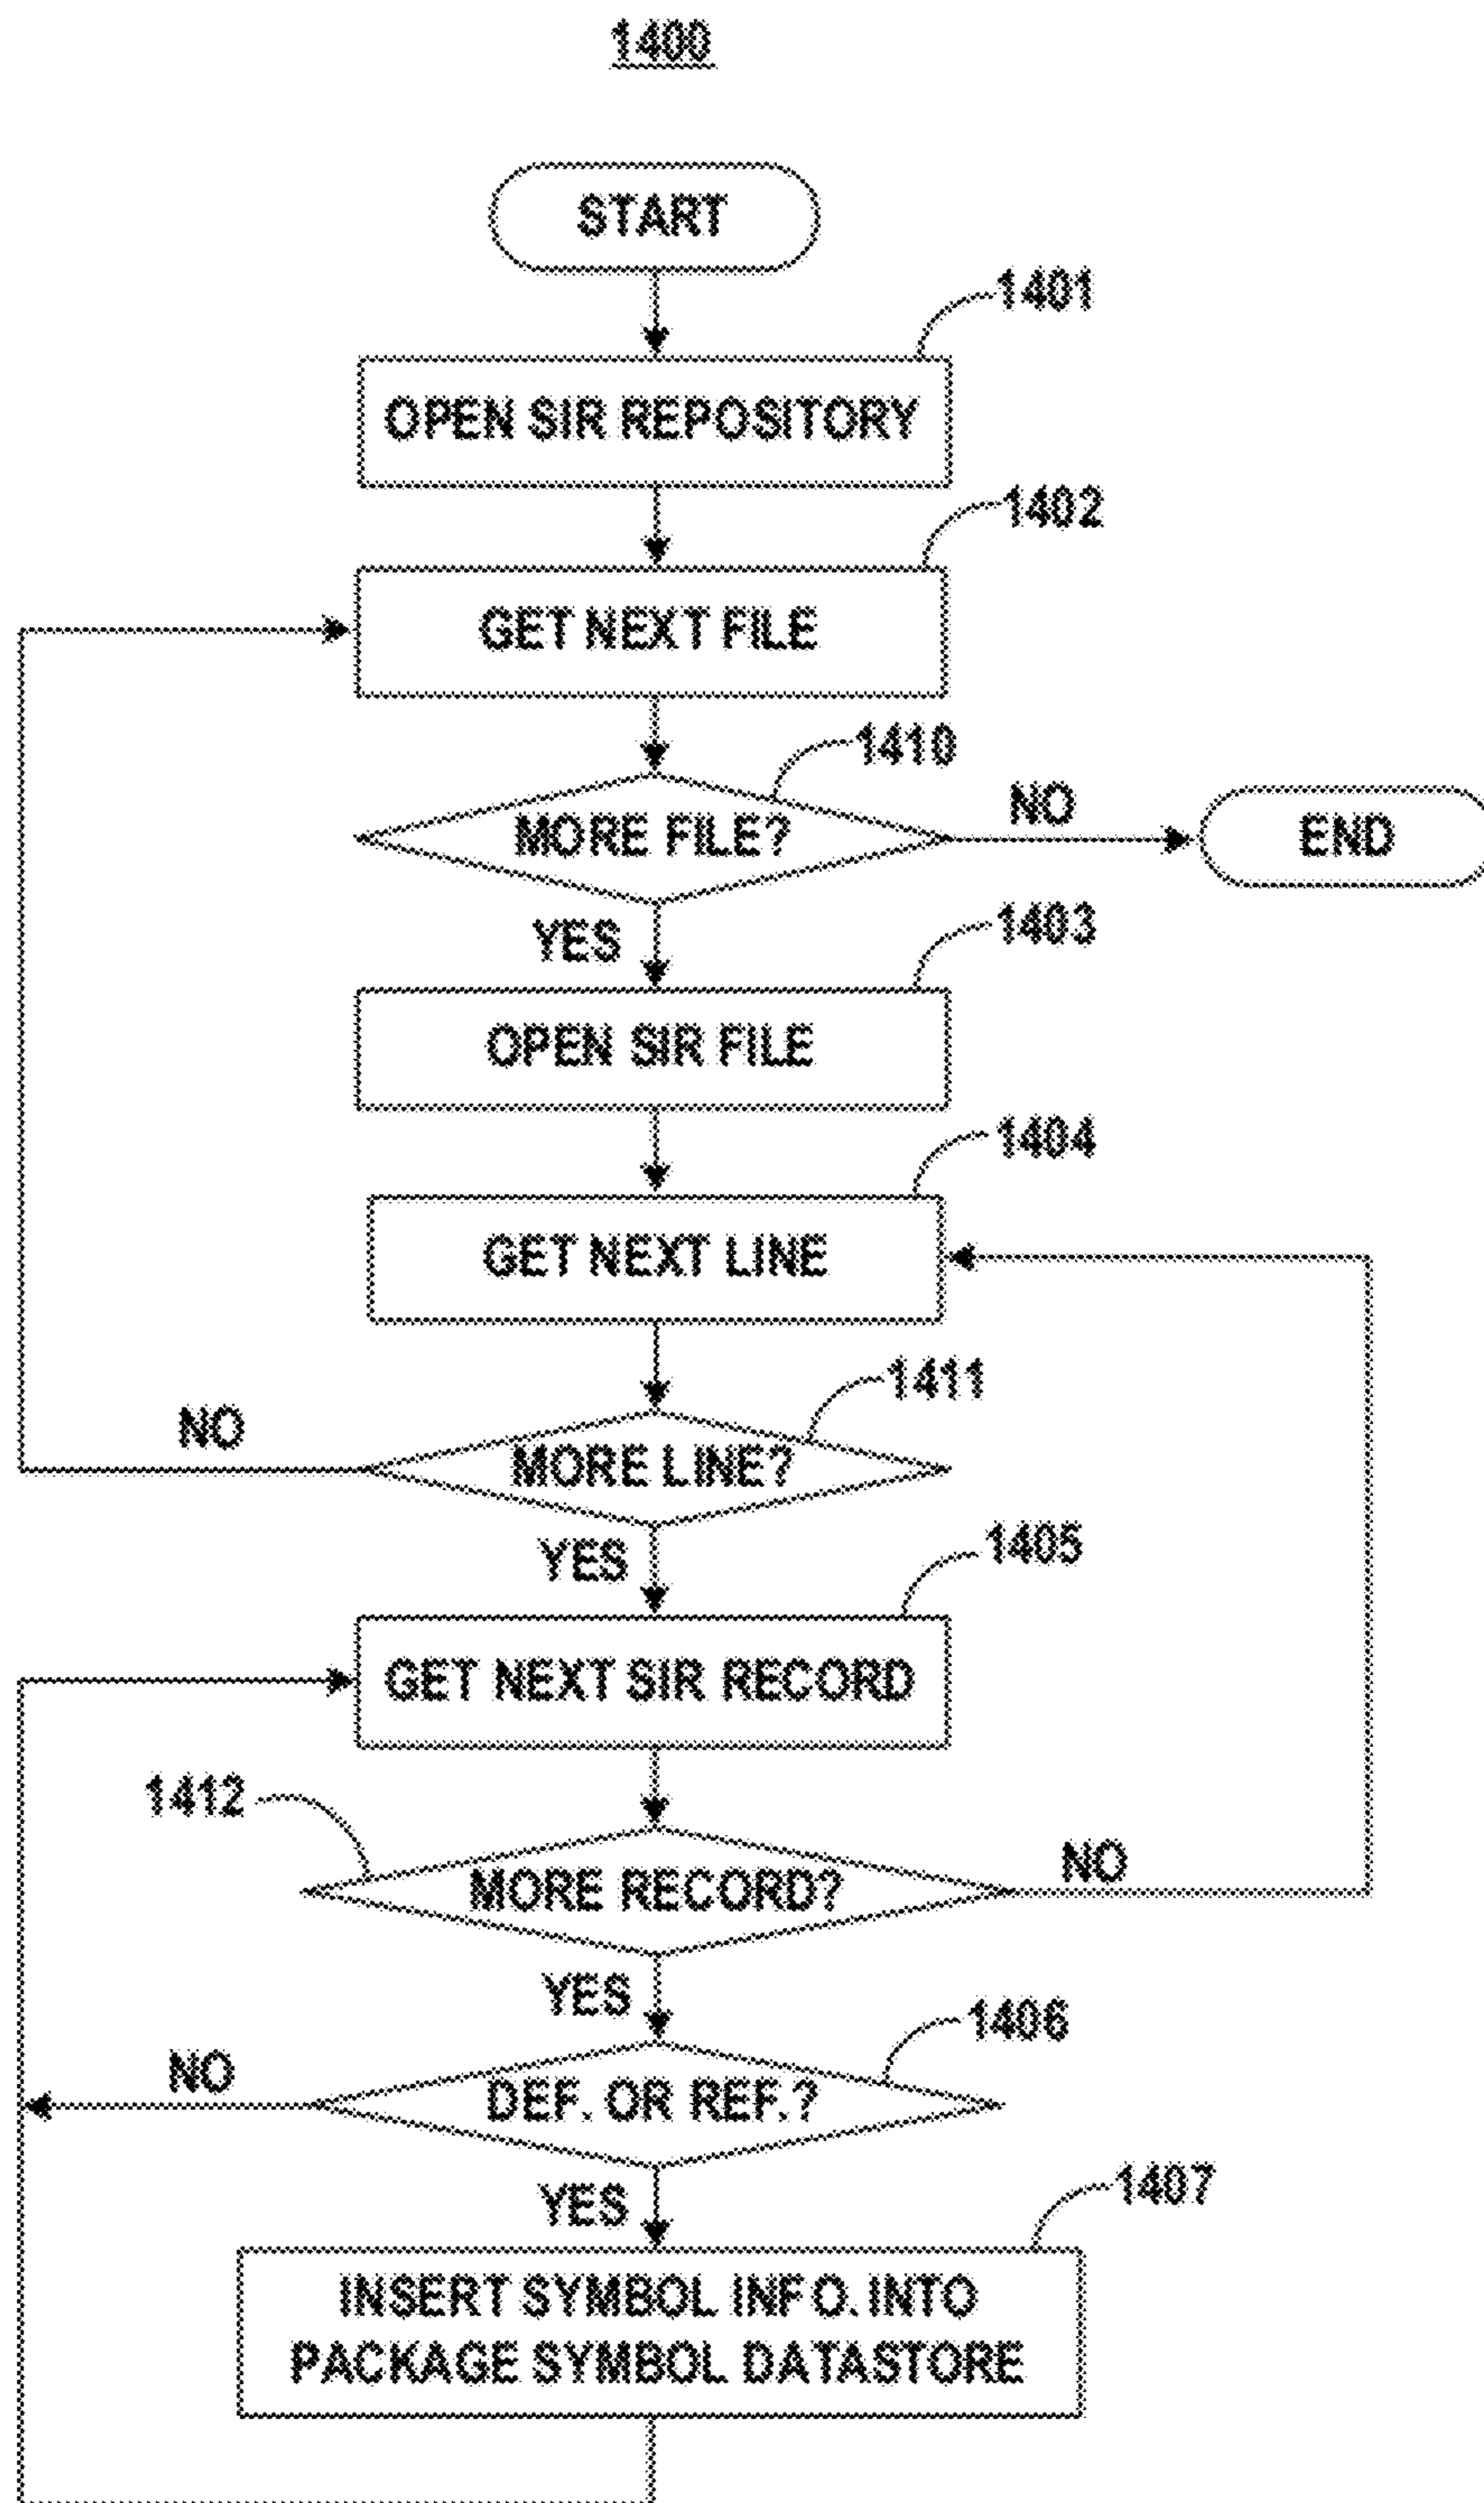 1400
START
1401
OPEN SIR REPOSITORY
1402
GET NEXT FILE
1410
MORE FILE?
NO
END
YES
1403
OPEN SIR FILE
1404
GET NEXT LINE
1411
NO
MORE LINE?
YES
1405
GET NEXT SIR RECORD
1412
MORE RECORD?
NO
YES
1406
NO
DEF. OR REF.?
YES
1407
INSERT SYMBOL INFO. INTO
PACKAGE SYMBOL DATASTORE